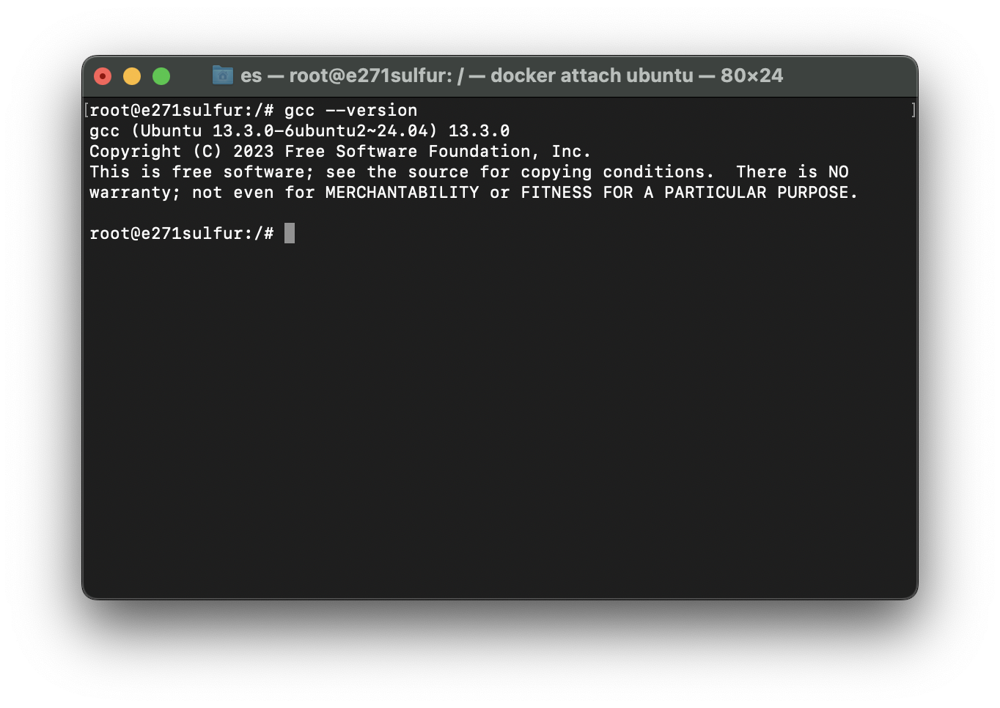 es — root@e271sulfur: / — docker attach ubuntu — 80×24
[root@e271sulfur:/# gcc --version ]
gcc (Ubuntu 13.3.0-6ubuntu2~24.04) 13.3.0
Copyright (C) 2023 Free Software Foundation, Inc.
This is free software; see the source for copying conditions.  There is NO
warranty; not even for MERCHANTABILITY or FITNESS FOR A PARTICULAR PURPOSE.
root@e271sulfur:/#